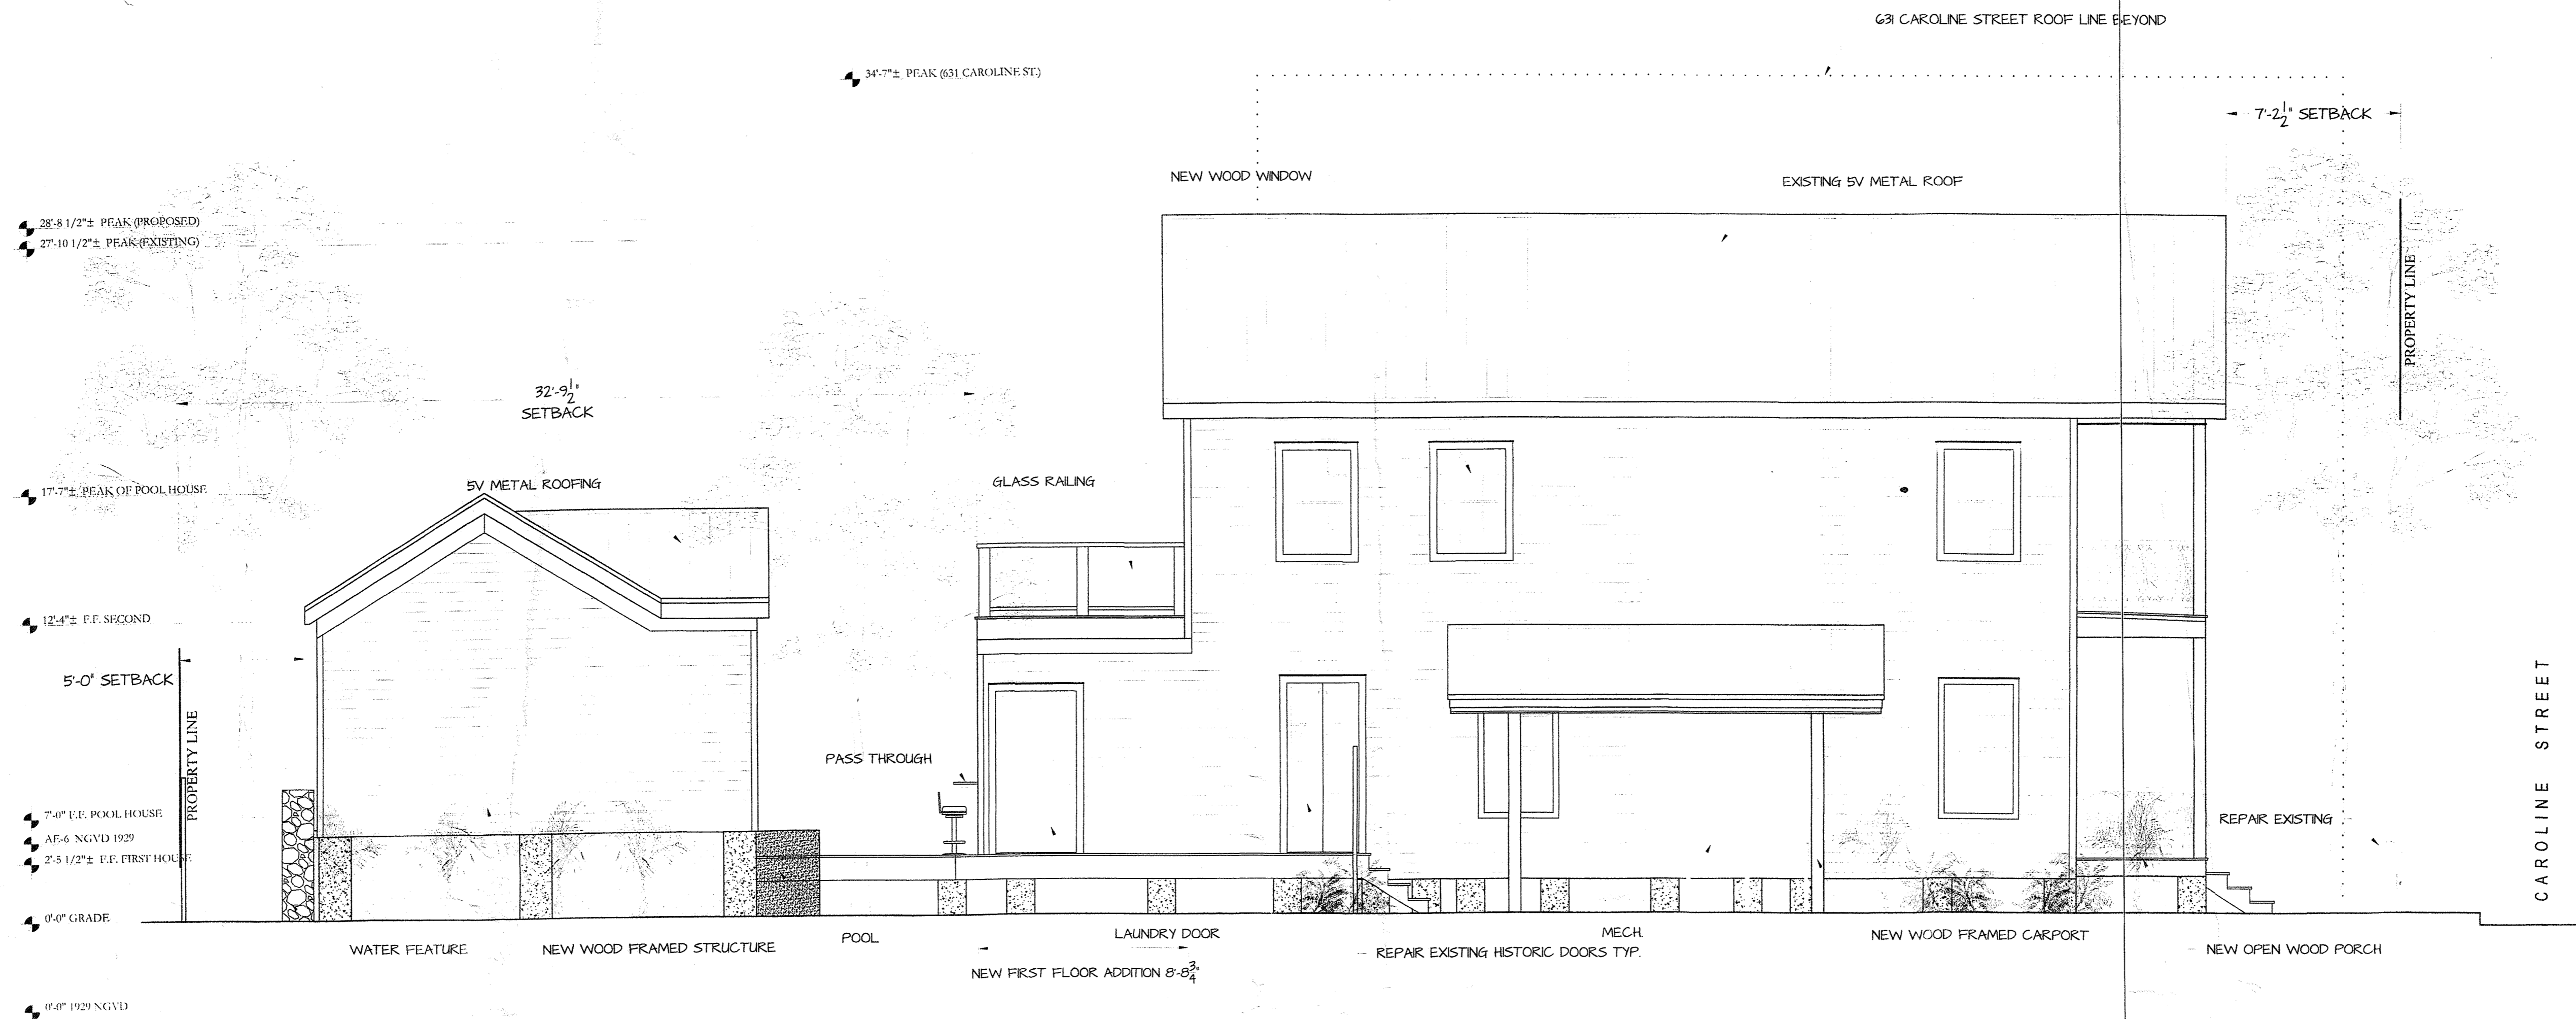 631 CAROLINE STREET ROOF LINE BEYOND
34'-7"± PEAK (631 CAROLINE ST.)
7'-2 1/2" SETBACK
NEW WOOD WINDOW
EXISTING 5V METAL ROOF
28'-8 1/2"± PEAK (PROPOSED)
27'-10 1/2"± PEAK (EXISTING)
PROPERTY LINE
32'-9 1/2"
SETBACK
5V METAL ROOFING
GLASS RAILING
17'-7"± PEAK OF POOL HOUSE
12'-4"± F.F. SECOND
5'-0" SETBACK
PROPERTY LINE
PASS THROUGH
CAROLINE STREET
7'-0" F.F. POOL HOUSE
AE-6 NGVD 1929
2'-5 1/2"± F.F. FIRST HOUSE
REPAIR EXISTING
0'-0" GRADE
WATER FEATURE
NEW WOOD FRAMED STRUCTURE
POOL
LAUNDRY DOOR
MECH.
NEW WOOD FRAMED CARPORT
NEW OPEN WOOD PORCH
REPAIR EXISTING HISTORIC DOORS TYP.
NEW FIRST FLOOR ADDITION 8'-8 3/4"
0'-0" 1929 NGVD